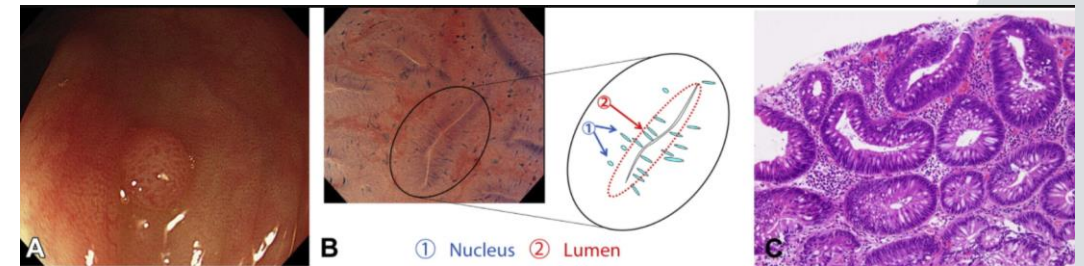 ②
①
A
B
① Nucleus ② Lumen
C